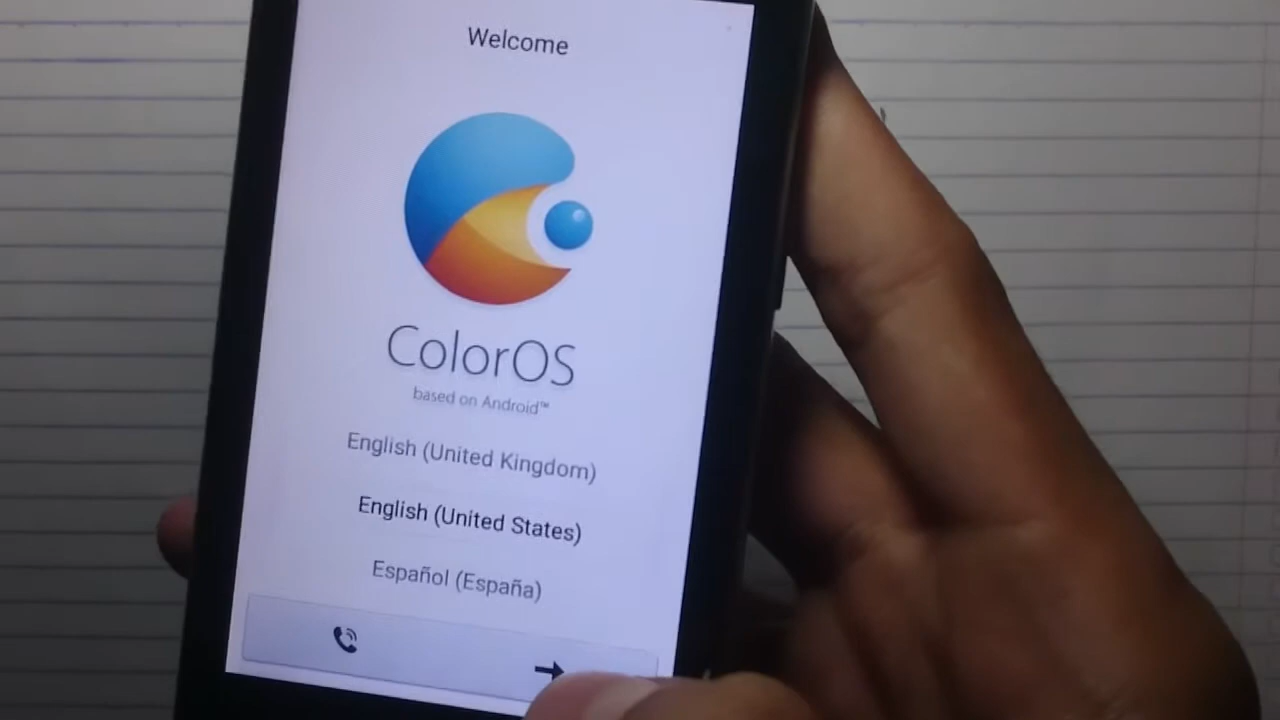 Welcome
ColorOS
based on Android™
English (United Kingdom)
English (United States)
Español (España)